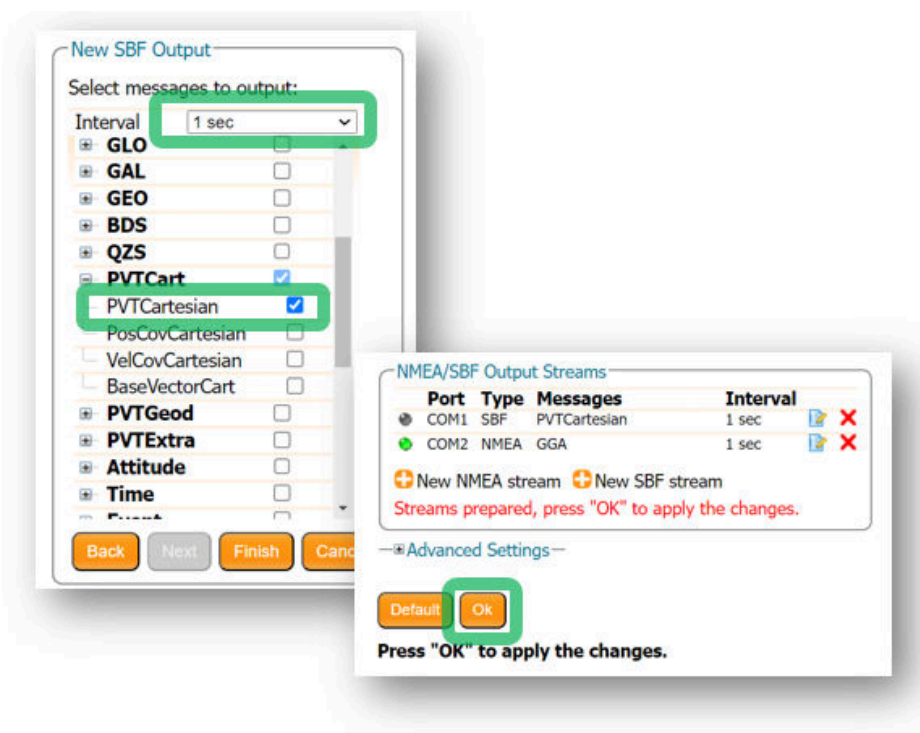 New SBF Output
Select messages to output:
Interval 1 sec
GLO
GAL
GEO
BDS
QZS
PVTCart
PVTCartesian
PosCovCartesian
VelCovCartesian
BaseVectorCart
PVTGeod
PVTExtra
Attitude
Time
Event
Back Next Finish Canc
NMEA/SBF Output Streams
Port Type Messages Interval
COM1 SBF PVTCartesian 1 sec
COM2 NMEA GGA 1 sec
New NMEA stream New SBF stream
Streams prepared, press "OK" to apply the changes.
Advanced Settings
Default Ok
Press "OK" to apply the changes.